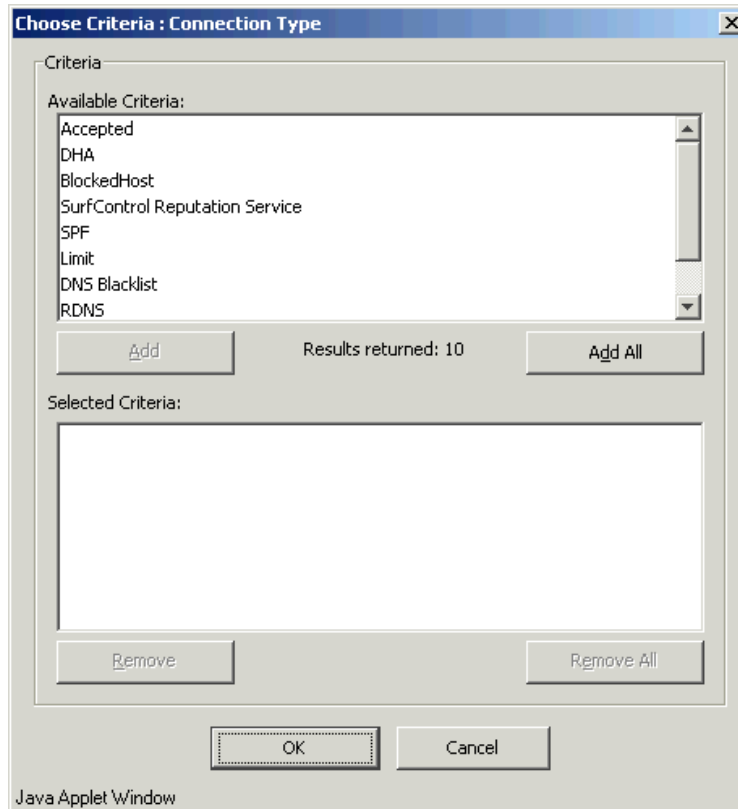 Choose Criteria : Connection Type
Criteria
Available Criteria:
Accepted
DHA
BlockedHost
SurfControl Reputation Service
SPF
Limit
DNS Blacklist
RDNS
Add Results returned: 10 Add All
Selected Criteria:
Remove Remove All
OK Cancel
Java Applet Window